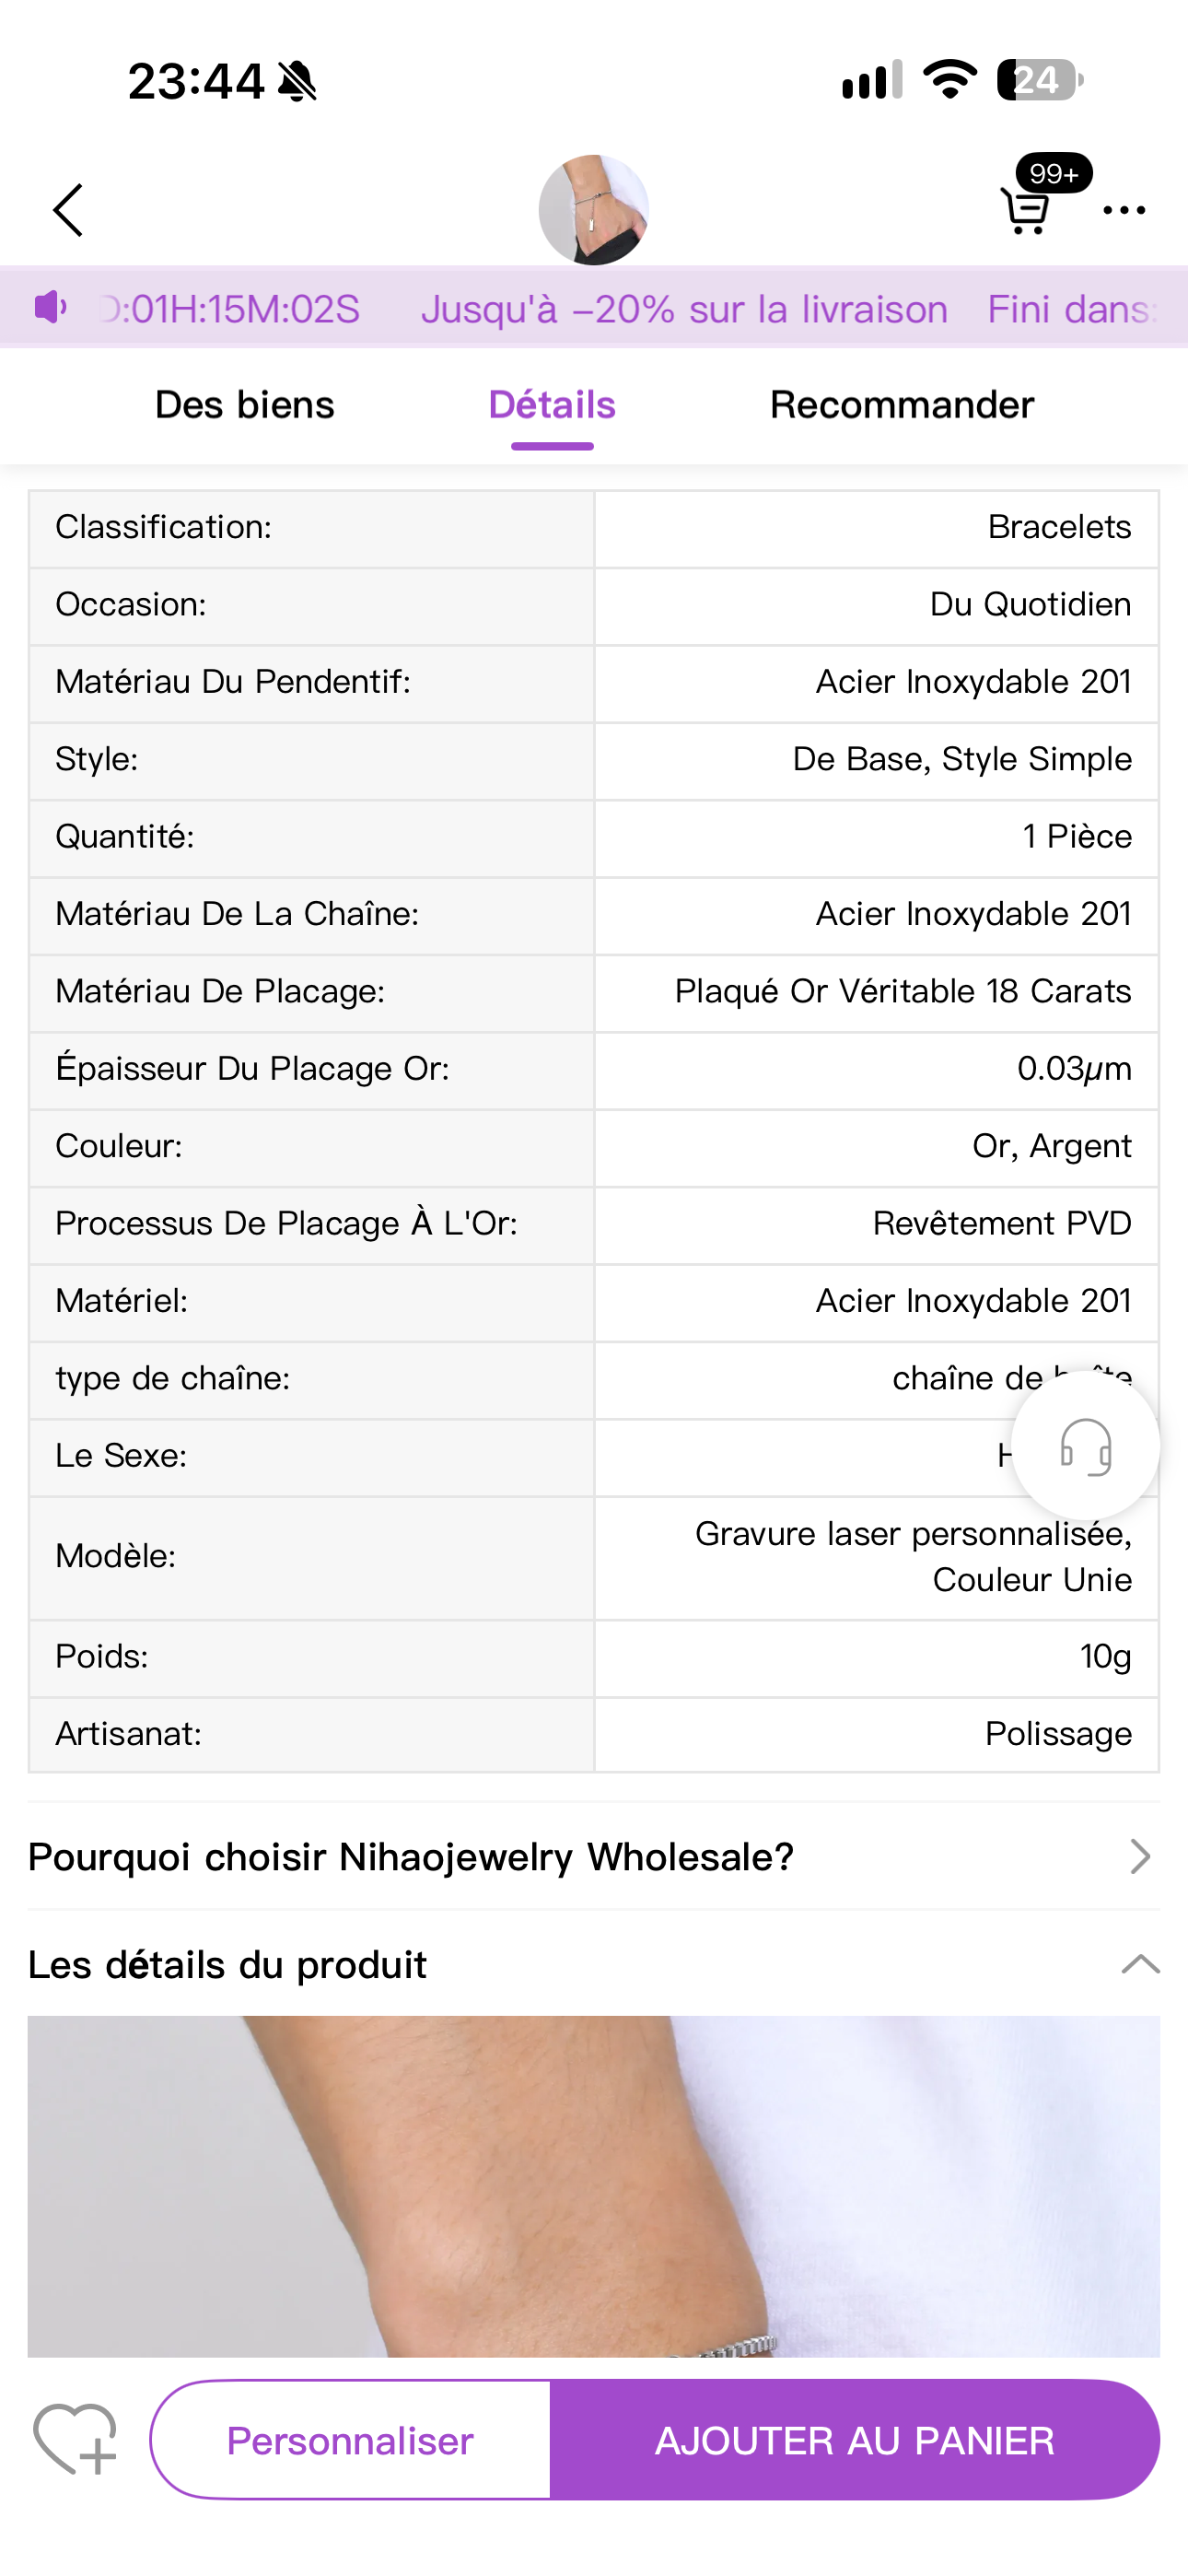 23:44
24
99+
:01H:15M:02S Jusqu'à –20% sur la livraison Fini dans:
Des biens Détails Recommander
Classification: Bracelets
Occasion: Du Quotidien
Matériau Du Pendentif: Acier Inoxydable 201
Style: De Base, Style Simple
Quantité: 1 Pièce
Matériau De La Chaîne: Acier Inoxydable 201
Matériau De Placage: Plaqué Or Véritable 18 Carats
Épaisseur Du Placage Or: 0.03μm
Couleur: Or, Argent
Processus De Placage À L'Or: Revêtement PVD
Matériel: Acier Inoxydable 201
type de chaîne: chaîne de
Le Sexe:
Modèle: Gravure laser personnalisée,
Couleur Unie
Poids: 10g
Artisanat: Polissage
Pourquoi choisir Nihaojewelry Wholesale?
Les détails du produit
Personnaliser AJOUTER AU PANIER